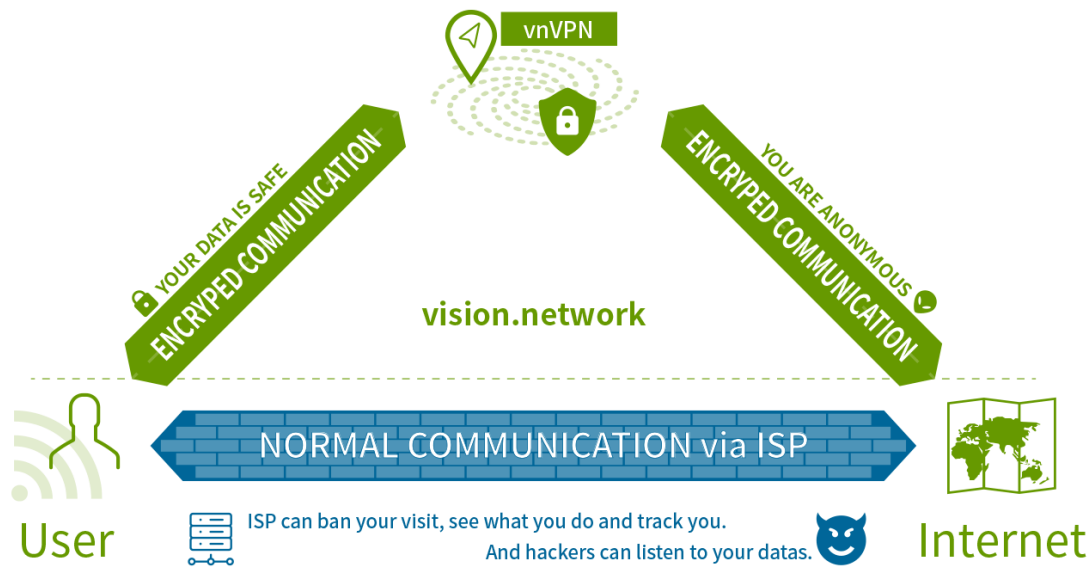 vnVPN
YOUR DATA IS SAFE
ENCRYPED COMMUNICATION
YOU ARE ANONYMOUS
ENCRYPED COMMUNICATION
vision.network
NORMAL COMMUNICATION via ISP
User
ISP can ban your visit, see what you do and track you.
And hackers can listen to your datas.
Internet